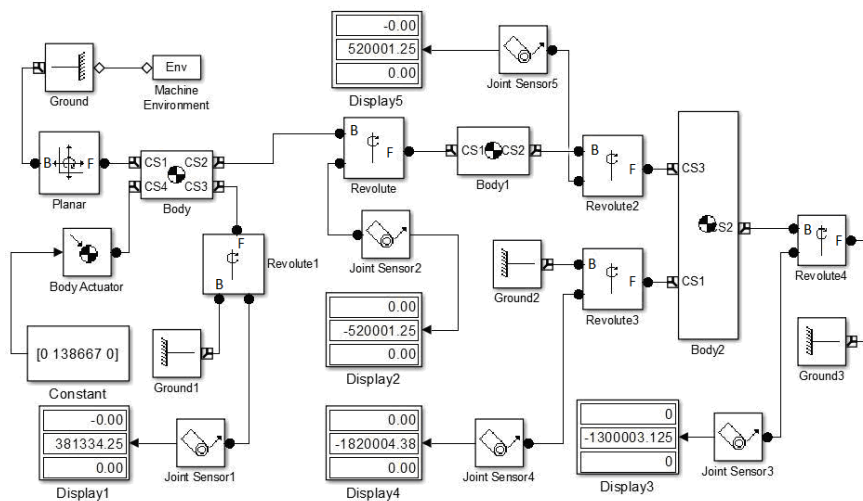 -0.00
520001.25
0.00
Display5
Joint Sensor5
Env
Machine
Environment
Ground
B
F
Planar
CS1
CS2
CS4
CS3
Body
B
F
Revolute
CS1
CS2
Body1
B
F
Revolute2
CS3
CS2
CS1
Body2
B
F
Revolute4
Body Actuator
F
B
Revolute1
Joint Sensor2
Ground2
B
F
Revolute3
Ground3
[0 138667 0]
Constant
Ground1
0.00
-520001.25
0.00
Display2
-0.00
381334.25
0.00
Display1
Joint Sensor1
0.00
-1820004.38
0.00
Display4
Joint Sensor4
0
-1300003.125
0
Display3
Joint Sensor3